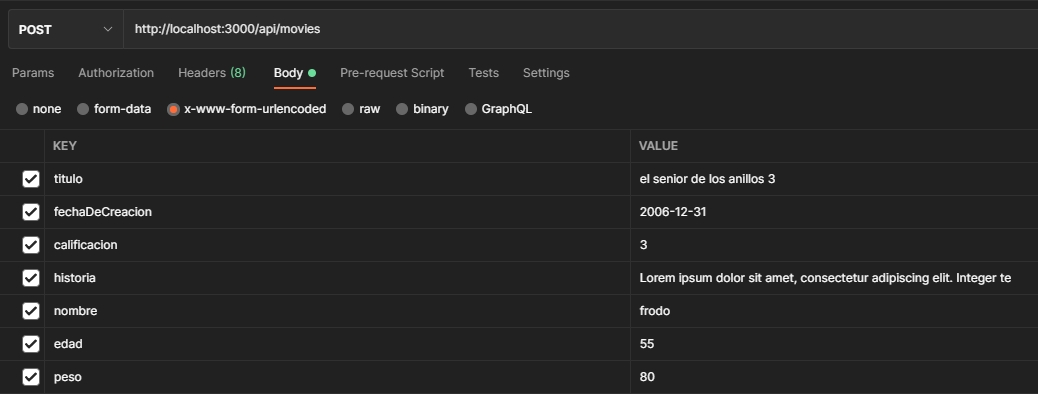 POST http://localhost:3000/api/movies
Params Authorization Headers (8) Body Pre-request Script Tests Settings
none form-data x-www-form-urlencoded raw binary GraphQL
KEY VALUE
titulo el senior de los anillos 3
fechaDeCreacion 2006-12-31
calificacion 3
historia Lorem ipsum dolor sit amet, consectetur adipiscing elit. Integer te
nombre frodo
edad 55
peso 80